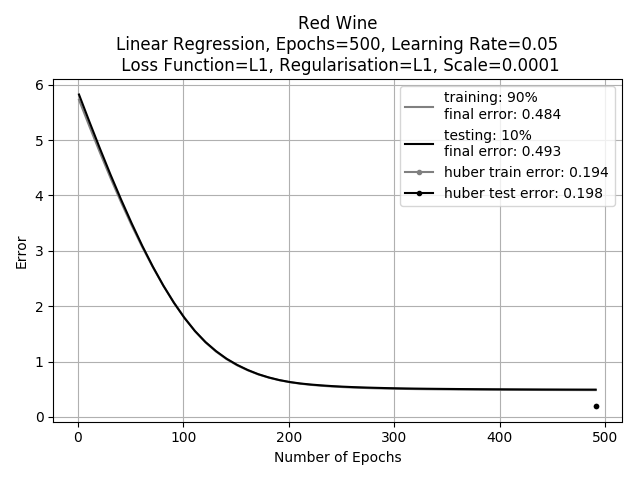 Red Wine
Linear Regression, Epochs=500, Learning Rate=0.05
Loss Function=L1, Regularisation=L1, Scale=0.0001
6
5
4
3
2
1
0
Error
training: 90%
final error: 0.484
testing: 10%
final error: 0.493
huber train error: 0.194
huber test error: 0.198
0
100
200
300
400
500
Number of Epochs